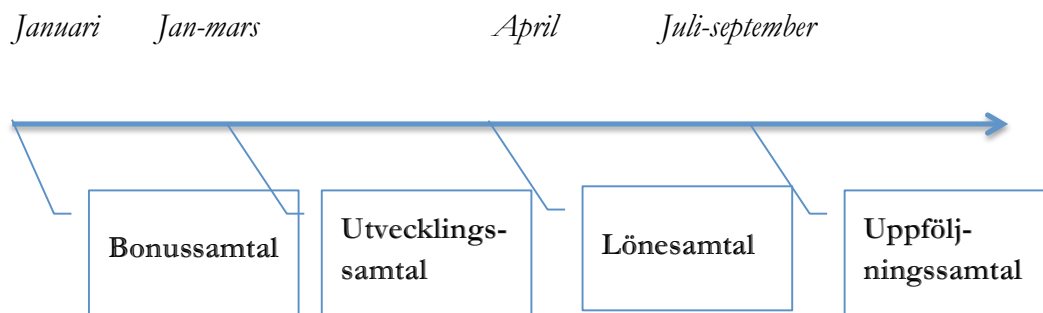 Januari Jan-mars April Juli-september
Bonussamtal
Utvecklings-
samtal
Lönesamtal
Uppfölj-
ningssamtal